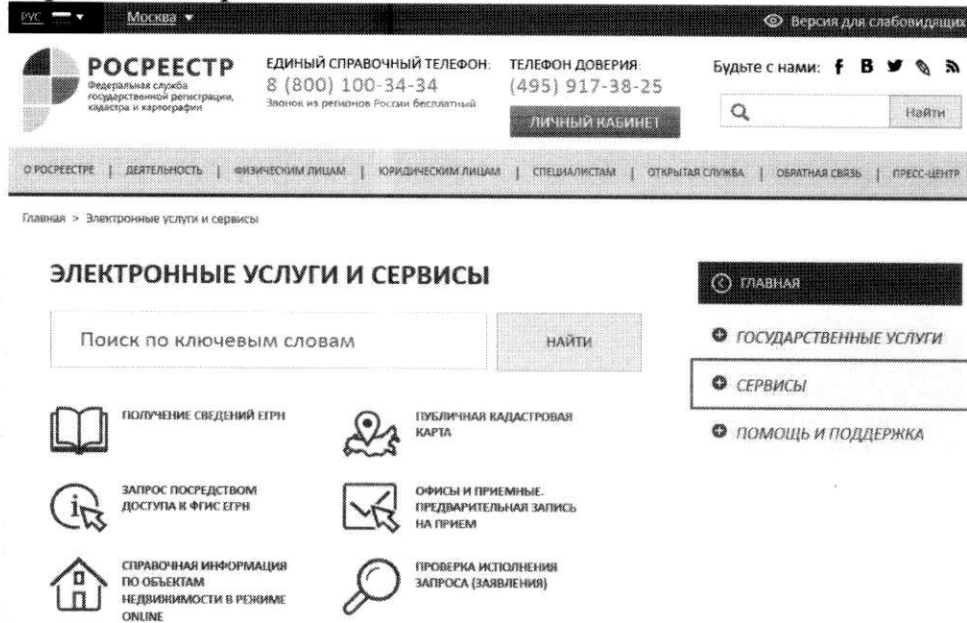 РУС
Москва
Версия для слабовидящих
РОСРЕЕСТР
Федеральная служба
государственной регистрации,
кадастра и картографии
ЕДИНЫЙ СПРАВОЧНЫЙ ТЕЛЕФОН:
8 (800) 100-34-34
Звонок из регионов России бесплатный
ТЕЛЕФОН ДОВЕРИЯ:
(495) 917-38-25
ЛИЧНЫЙ КАБИНЕТ
Будьте с нами: f B
Найти
О РОСРЕЕСТРЕ | ДЕЯТЕЛЬНОСТЬ | ФИЗИЧЕСКИМ ЛИЦАМ | ЮРИДИЧЕСКИМ ЛИЦАМ | СПЕЦИАЛИСТАМ | ОТКРЫТАЯ СЛУЖБА | ОБРАТНАЯ СВЯЗЬ | ПРЕСС-ЦЕНТР
Главная > Электронные услуги и сервисы
ЭЛЕКТРОННЫЕ УСЛУГИ И СЕРВИСЫ
Поиск по ключевым словам
НАЙТИ
ПОЛУЧЕНИЕ СВЕДЕНИЙ ЕГРН
ПУБЛИЧНАЯ КАДАСТРОВАЯ
КАРТА
ЗАПРОС ПОСРЕДСТВОМ
ДОСТУПА К ФГИС ЕГРН
ОФИСЫ И ПРИЕМНЫЕ.
ПРЕДВАРИТЕЛЬНАЯ ЗАПИСЬ
НА ПРИЕМ
СПРАВОЧНАЯ ИНФОРМАЦИЯ
ПО ОБЪЕКТАМ
НЕДВИЖИМОСТИ В РЕЖИМЕ
ONLINE
ПРОВЕРКА ИСПОЛНЕНИЯ
ЗАПРОСА (ЗАЯВЛЕНИЯ)
ГЛАВНАЯ
ГОСУДАРСТВЕННЫЕ УСЛУГИ
СЕРВИСЫ
ПОМОЩЬ И ПОДДЕРЖКА